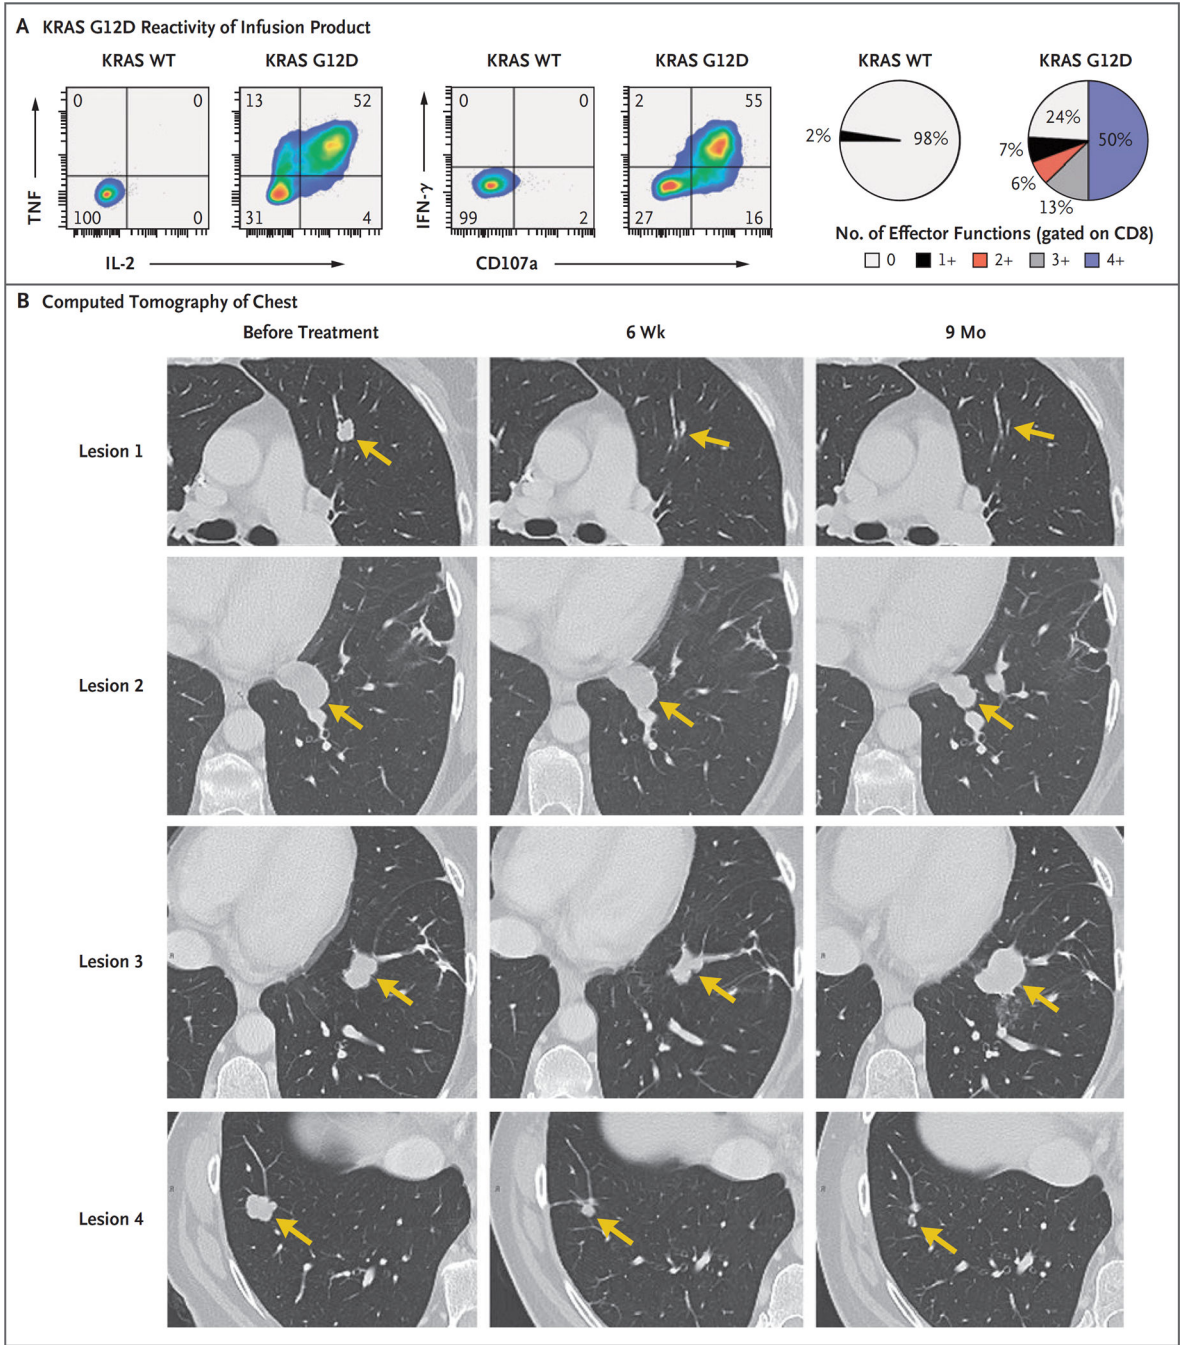 A KRAS G12D Reactivity of Infusion Product
KRAS WT
KRAS G12D
KRAS WT
KRAS G12D
KRAS WT
KRAS G12D
TNF
0 0
100 0
13 52
31 4
IL-2
IFN-γ
0 0
99 2
2 55
27 16
CD107a
2% 98%
24%
50%
7%
6%
13%
No. of Effector Functions (gated on CD8)
0 1+ 2+ 3+ 4+
B Computed Tomography of Chest
Before Treatment 6 Wk 9 Mo
Lesion 1
Lesion 2
Lesion 3
Lesion 4